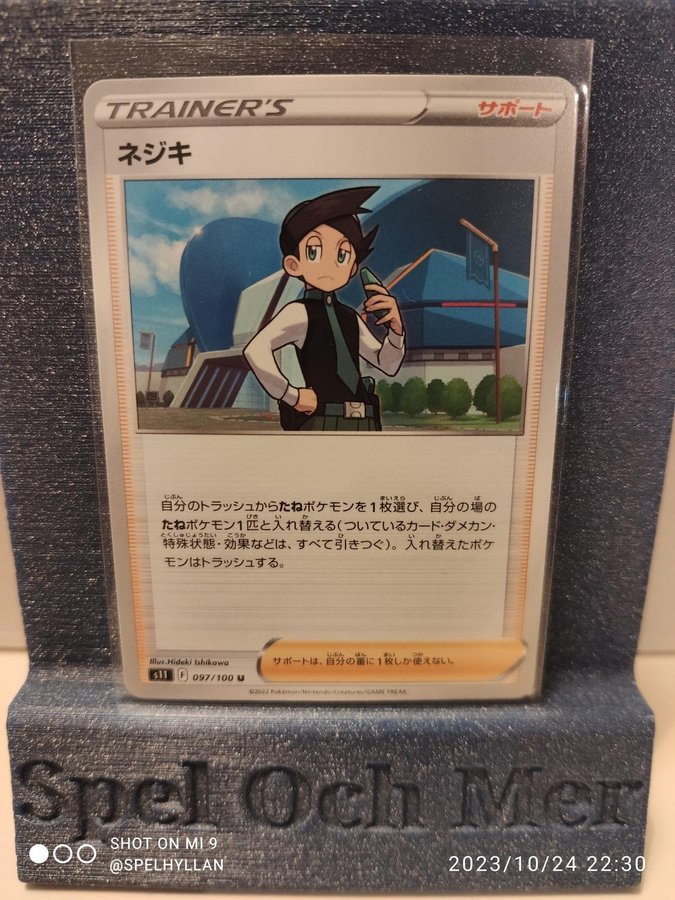 TRAINER'S サポート
ネジキ
自分のトラッシュからたねポケモンを1枚選び、自分の場の
たねポケモン1匹と入れ替える(ついているカード・ダメカン・
特殊状態・効果などは、すべて引きつぐ)。入れ替えたポケ
モンはトラッシュする。
Illus.Hideki Ishikawa
サポートは、自分の番に1枚しか使えない。
s11 F 097/100 U
©2022 Pokémon/Nintendo/Creatures/GAME FREAK.
Spel Och Mer
SHOT ON MI 9
@SPELHYLLAN
2023/10/24 22:30